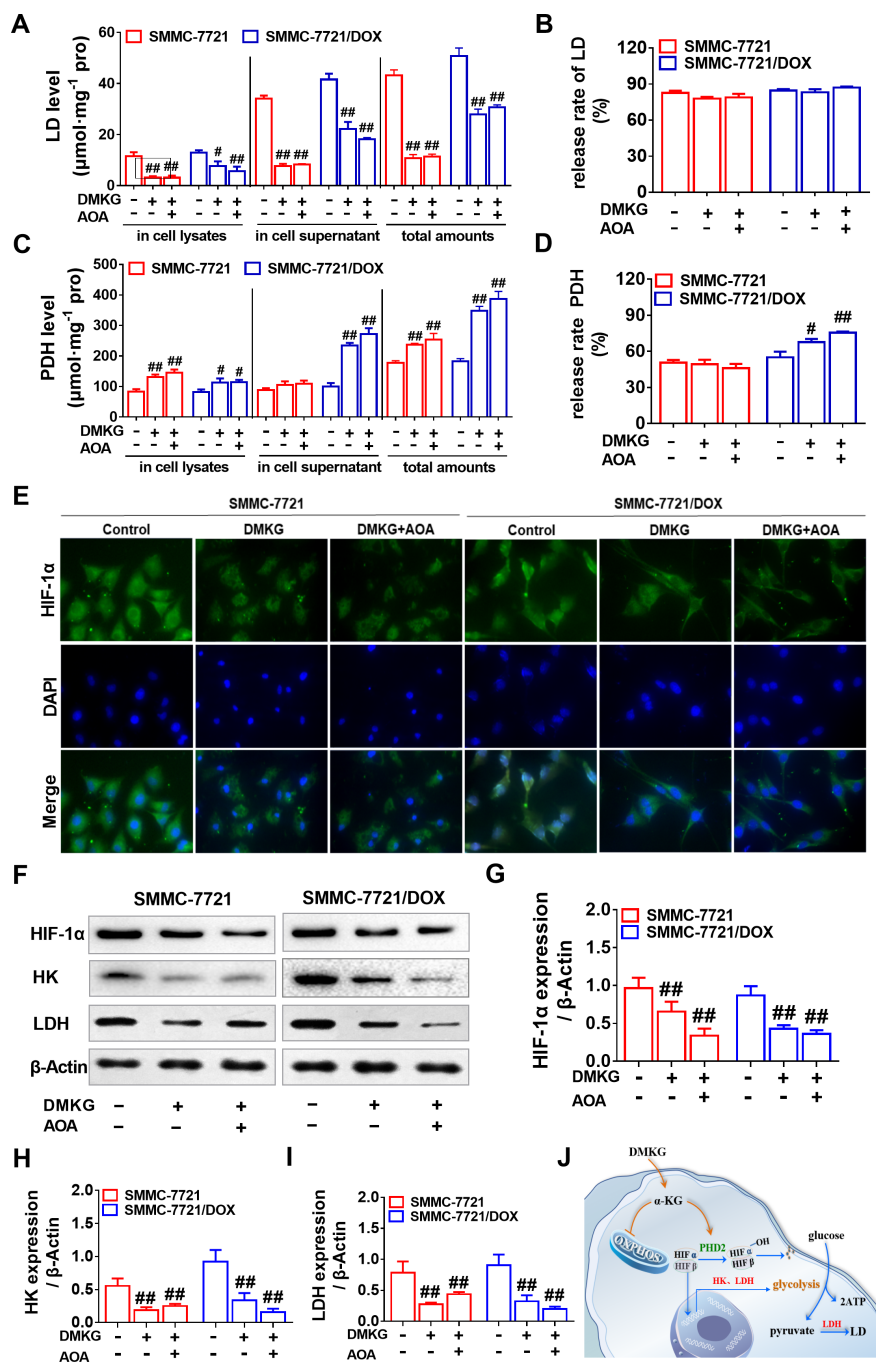 A
SMMC-7721 SMMC-7721/DOX
LD level
(μmol·mg⁻¹ pro)
60
40
20
0
## ## # ## ## ## ## ## ## ## ## ##
DMKG - + + - + + - + + - + + - + + - + +
AOA - - + - - + - - + - - + - - + - - +
in cell lysates in cell supernatant total amounts
B
SMMC-7721
SMMC-7721/DOX
release rate of LD
(%)
120
90
60
30
0
DMKG - + + - + +
AOA - - + - - +
C
SMMC-7721 SMMC-7721/DOX
PDH level
(μmol·mg⁻¹ pro)
500
400
300
200
100
0
## ## # # ## ## ## ## ## ##
DMKG - + + - + + - + + - + + - + + - + +
AOA - - + - - + - - + - - + - - + - - +
in cell lysates in cell supernatant total amounts
D
SMMC-7721
SMMC-7721/DOX
release rate PDH
(%)
120
90
60
30
0
# ##
DMKG - + + - + +
AOA - - + - - +
E
SMMC-7721 SMMC-7721/DOX
Control DMKG DMKG+AOA Control DMKG DMKG+AOA
HIF-1α
DAPI
Merge
F
SMMC-7721 SMMC-7721/DOX
HIF-1α
HK
LDH
β-Actin
DMKG - + + - + +
AOA - - + - - +
G
SMMC-7721
SMMC-7721/DOX
HIF-1α expression
/ β-Actin
2.0
1.5
1.0
0.5
0.0
## ## ## ##
DMKG - + + - + +
AOA - - + - - +
H
SMMC-7721
SMMC-7721/DOX
HK expression
/ β-Actin
2.0
1.5
1.0
0.5
0.0
## ## ## ##
DMKG - + + - + +
AOA - - + - - +
I
SMMC-7721
SMMC-7721/DOX
LDH expression
/ β-Actin
2.0
1.5
1.0
0.5
0.0
## ## ## ##
DMKG - + + - + +
AOA - - + - - +
J
DMKG
α-KG
OXPHOS
PHD2
OH
HIF α
HIF β
HIF α
HIF β
glucose
HK、LDH
glycolysis
2ATP
pyruvate
LDH
LD